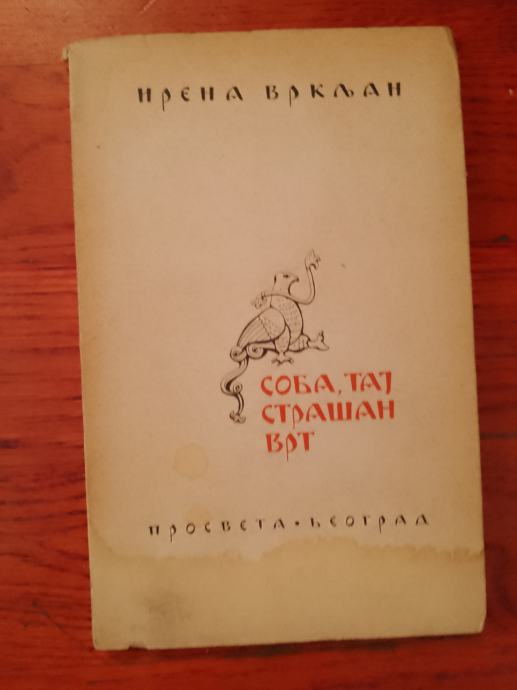 ИРЕНА ВРКЉАН
СОБА, ТАЈ
СТРАШАН
ВРТ
ПРОСВЕТА • БЕОГРАД